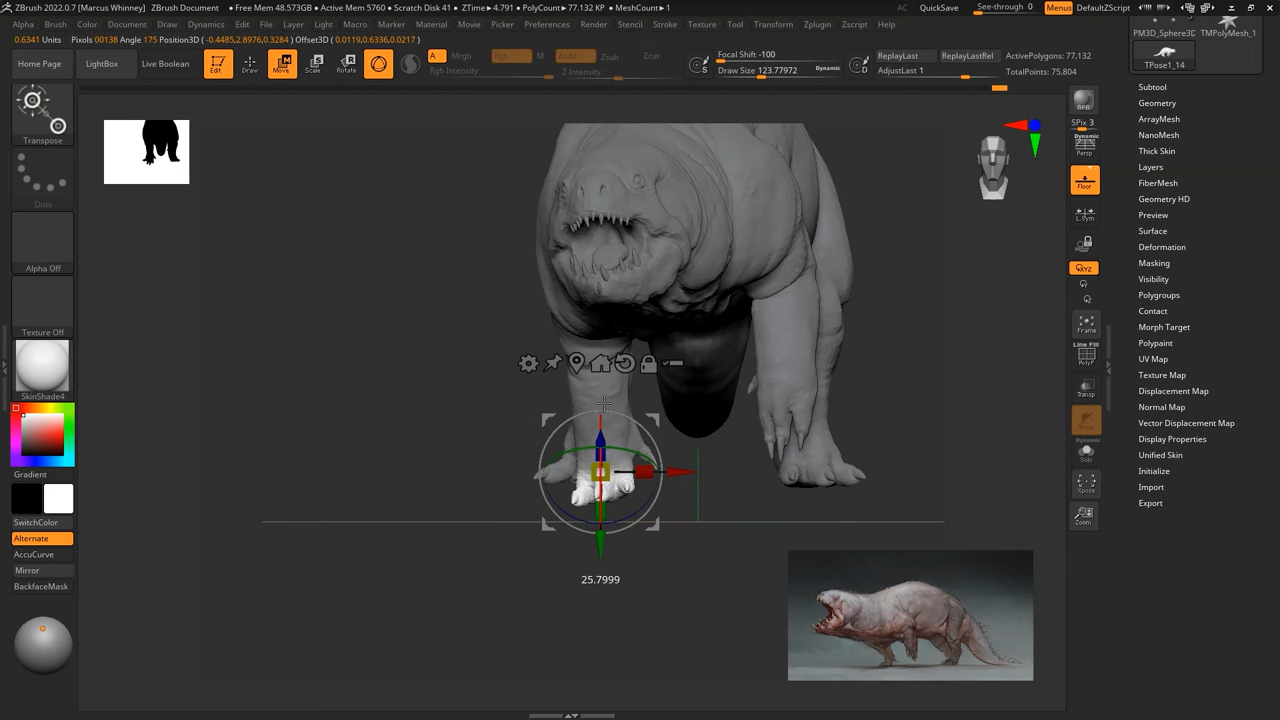 ZBrush 2022.0.7 [Marcus Whinney] ZBrush Document • Free Mem 48.573GB • Active Mem 5760 • Scratch Disk 41 • ZTime▸4.791 • PolyCount▸77.132 KP • MeshCount▸1 AC QuickSave See-through 0 Menus DefaultZScript
Alpha Brush Color Document Draw Dynamics Edit File Layer Light Macro Marker Material Movie Picker Preferences Render Stencil Stroke Texture Tool Transform Zplugin Zscript Help
0.6341 Units Pixols 00138 Angle 175 Position3D ( -0.4485,2.8976,0.3284 ) Offset3D ( 0.0119,0.6336,0.0217 )
PM3D_Sphere3D TMPolyMesh_1
TPose1_14
Home Page LightBox Live Boolean Edit Draw Move Scale Rotate A Mrgb Rgb M Zadd Zsub Zcut
Rgb Intensity Z Intensity
Focal Shift -100
Draw Size 123.77972 Dynamic
S D
ReplayLast ReplayLastRel ActivePolygons: 77,132
AdjustLast 1 TotalPoints: 75,804
Transpose
Dots
Alpha Off
Texture Off
SkinShade4
Gradient
SwitchColor
Alternate
AccuCurve
Mirror
BackfaceMask
25.7999
BPR
SPix 3
Dynamic
Persp
Floor
L.Sym
XYZ
Frame
Line Fill
PolyF
Transp
Dynamic
Solo
Xpose
Zoom
Subtool
Geometry
ArrayMesh
NanoMesh
Thick Skin
Layers
FiberMesh
Geometry HD
Preview
Surface
Deformation
Masking
Visibility
Polygroups
Contact
Morph Target
Polypaint
UV Map
Texture Map
Displacement Map
Normal Map
Vector Displacement Map
Display Properties
Unified Skin
Initialize
Import
Export